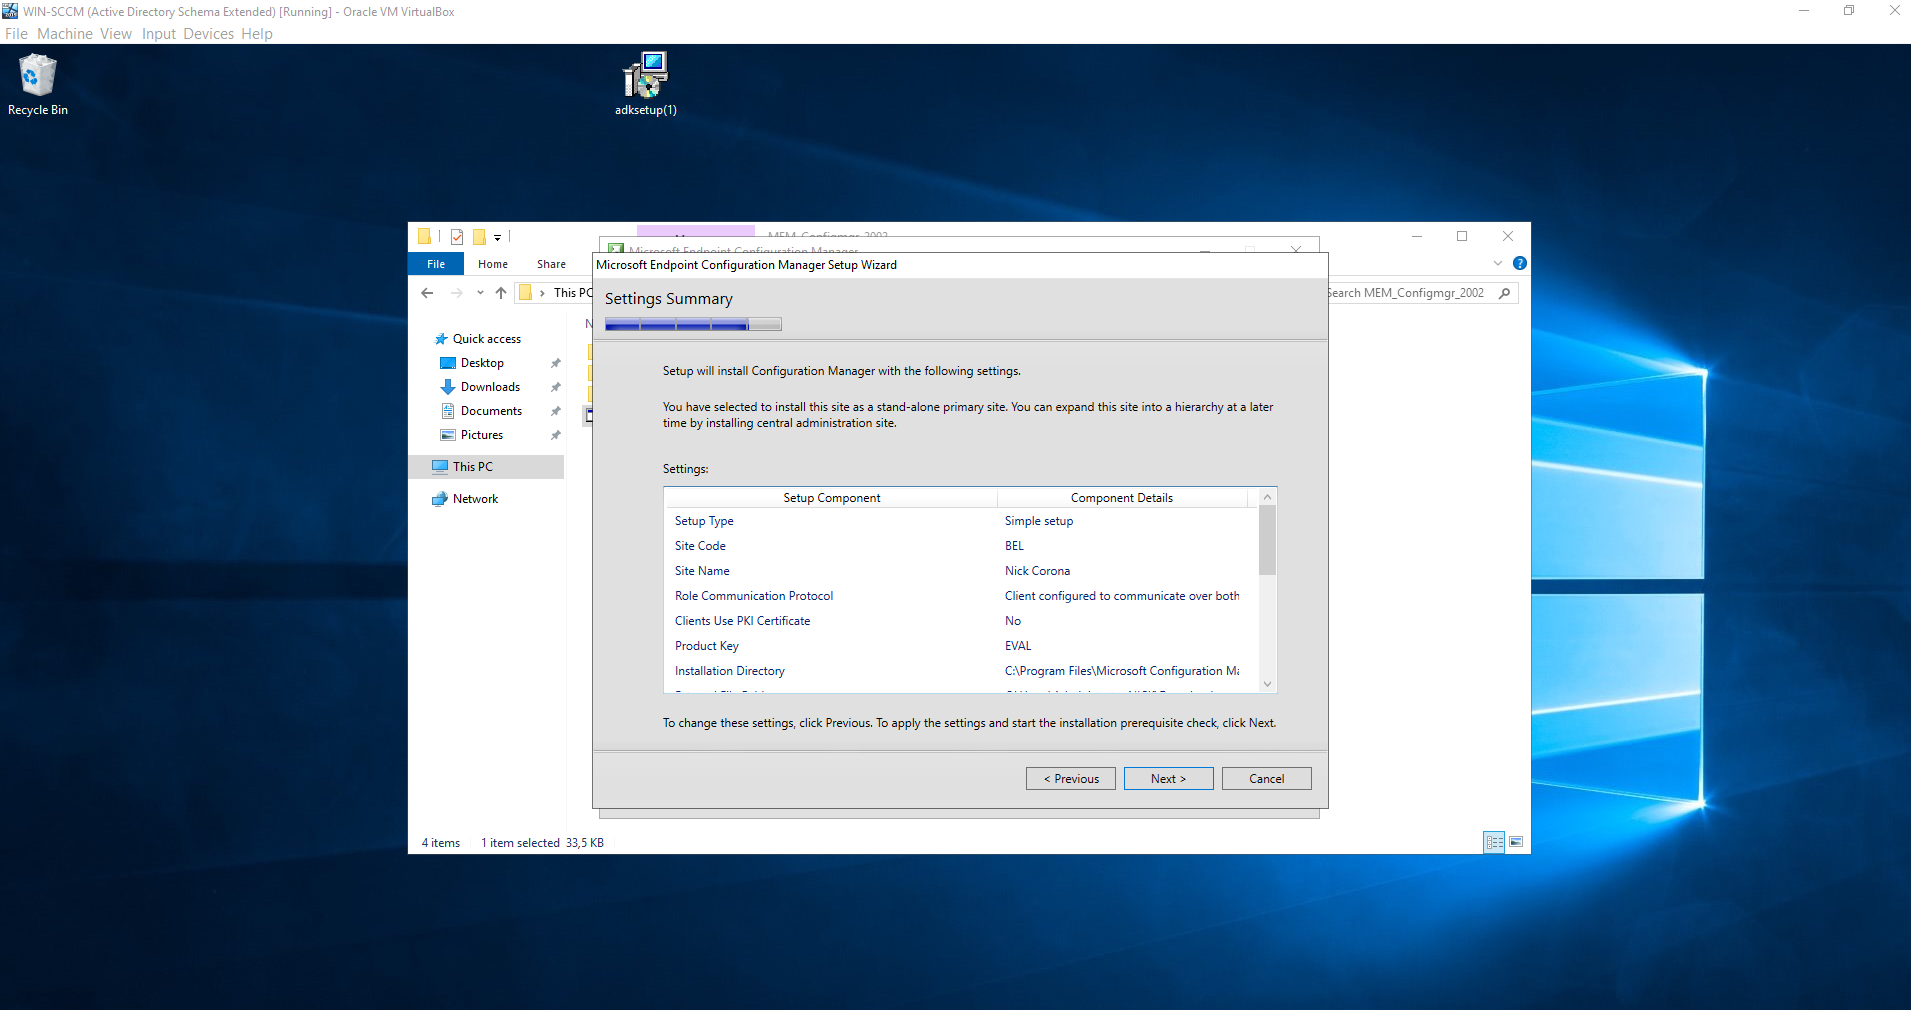 WIN-SCCM (Active Directory Schema Extended) [Running] - Oracle VM VirtualBox
File Machine View Input Devices Help
Recycle Bin
adksetup(1)
MEM_Configmgr_2002
Microsoft Endpoint Configuration Manager
File Home Share
This PC
Search MEM_Configmgr_2002
Quick access
Desktop
Downloads
Documents
Pictures
This PC
Network
4 items 1 item selected 33,5 KB
Microsoft Endpoint Configuration Manager Setup Wizard
Settings Summary
Setup will install Configuration Manager with the following settings.
You have selected to install this site as a stand-alone primary site. You can expand this site into a hierarchy at a later
time by installing central administration site.
Settings:
Setup Component Component Details
Setup Type Simple setup
Site Code BEL
Site Name Nick Corona
Role Communication Protocol Client configured to communicate over both
Clients Use PKI Certificate No
Product Key EVAL
Installation Directory C:\Program Files\Microsoft Configuration Ma
To change these settings, click Previous. To apply the settings and start the installation prerequisite check, click Next.
< Previous Next > Cancel